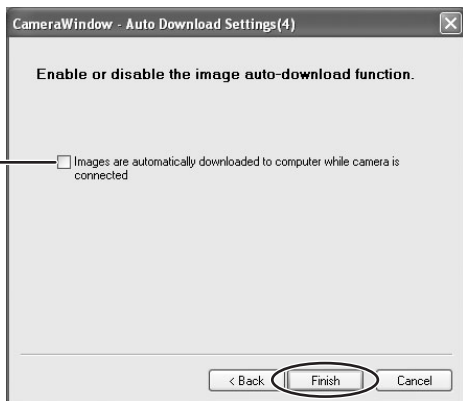 CameraWindow - Auto Download Settings(4)
Enable or disable the image auto-download function.
Images are automatically downloaded to computer while camera is
connected
< Back
Finish
Cancel